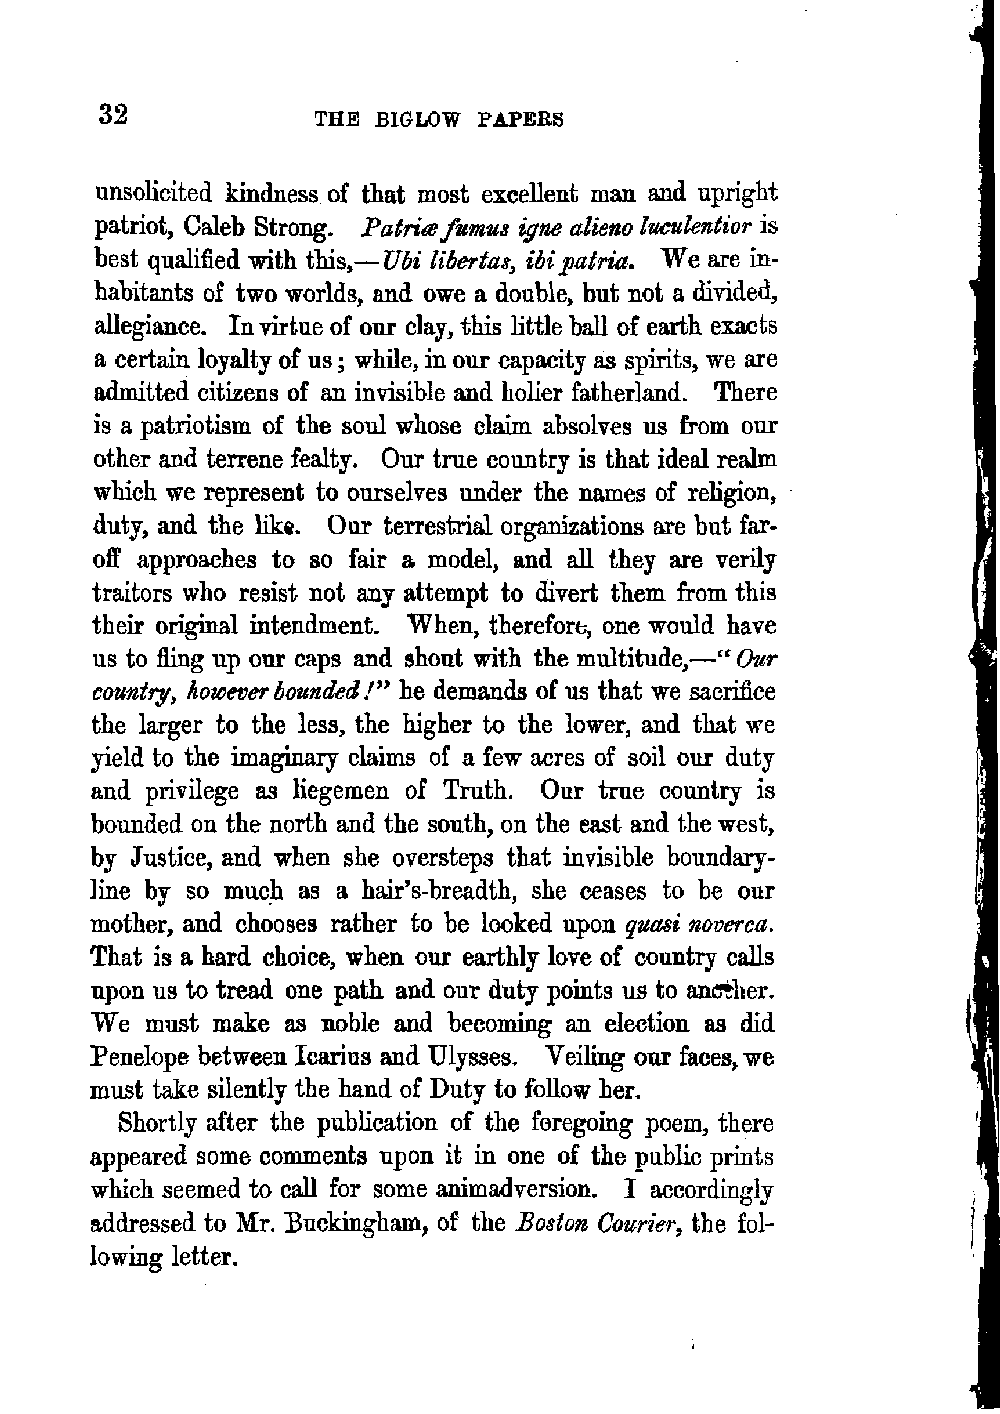 32 THE BIGLOW PAPERS
unsolicited kindness of that most excellent man and upright
patriot, Caleb Strong. Patriæ fumus igne alieno luculentior is
best qualified with this,—Ubi libertas, ibi patria. We are in-
habitants of two worlds, and owe a double, but not a divided,
allegiance. In virtue of our clay, this little ball of earth exacts
a certain loyalty of us; while, in our capacity as spirits, we are
admitted citizens of an invisible and holier fatherland. There
is a patriotism of the soul whose claim absolves us from our
other and terrene fealty. Our true country is that ideal realm
which we represent to ourselves under the names of religion,
duty, and the like. Our terrestrial organizations are but far-
off approaches to so fair a model, and all they are verily
traitors who resist not any attempt to divert them from this
their original intendment. When, therefore, one would have
us to fling up our caps and shout with the multitude,—“Our
country, however bounded!” he demands of us that we sacrifice
the larger to the less, the higher to the lower, and that we
yield to the imaginary claims of a few acres of soil our duty
and privilege as liegemen of Truth. Our true country is
bounded on the north and the south, on the east and the west,
by Justice, and when she oversteps that invisible boundary-
line by so much as a hair's-breadth, she ceases to be our
mother, and chooses rather to be looked upon quasi noverca.
That is a hard choice, when our earthly love of country calls
upon us to tread one path and our duty points us to another.
We must make as noble and becoming an election as did
Penelope between Icarius and Ulysses. Veiling our faces, we
must take silently the hand of Duty to follow her.
Shortly after the publication of the foregoing poem, there
appeared some comments upon it in one of the public prints
which seemed to call for some animadversion. I accordingly
addressed to Mr. Buckingham, of the Boston Courier, the fol-
lowing letter.